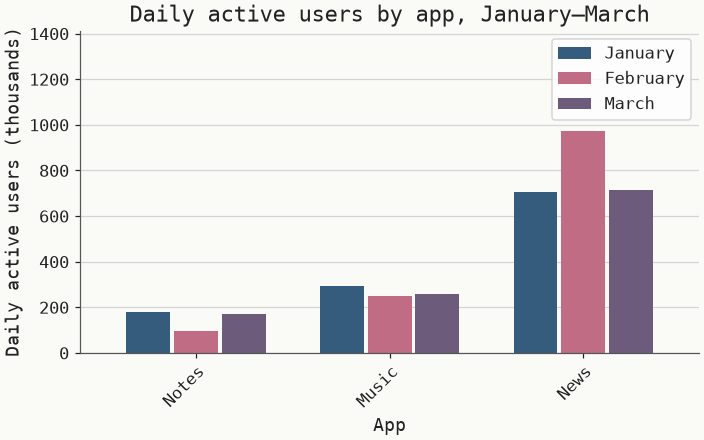 Daily active users by app, January–March
Daily active users (thousands)
1400
1200
1000
800
600
400
200
0
January
February
March
Notes
Music
News
App